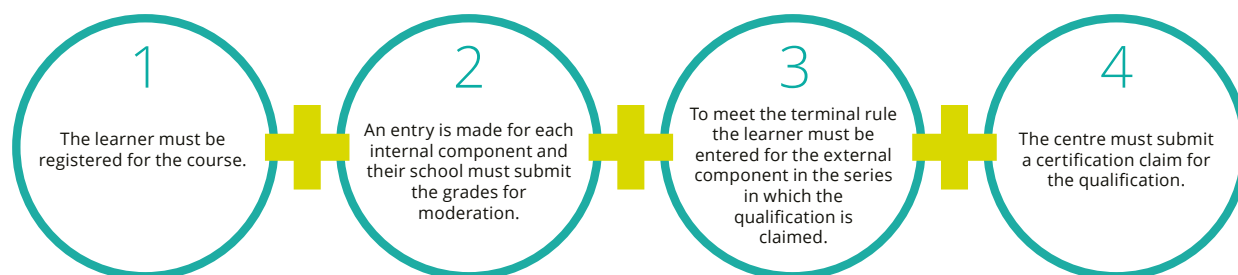 1
The learner must be
registered for the course.
2
An entry is made for each
internal component and
their school must submit
the grades for
moderation.
3
To meet the terminal rule
the learner must be
entered for the external
component in the series
in which the
qualification is
claimed.
4
The centre must submit
a certification claim for
the qualification.